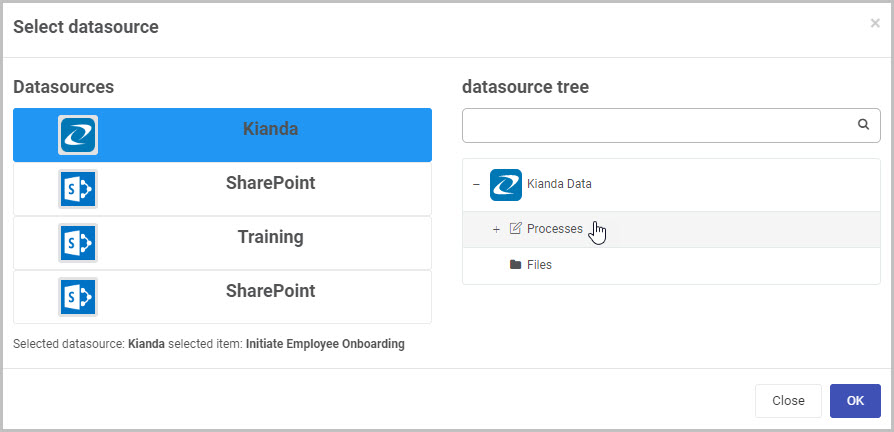 Select datasource
×
Datasources
Kianda
SharePoint
Training
SharePoint
Selected datasource: Kianda selected item: Initiate Employee Onboarding
datasource tree
− Kianda Data
+ Processes
Files
Close
OK